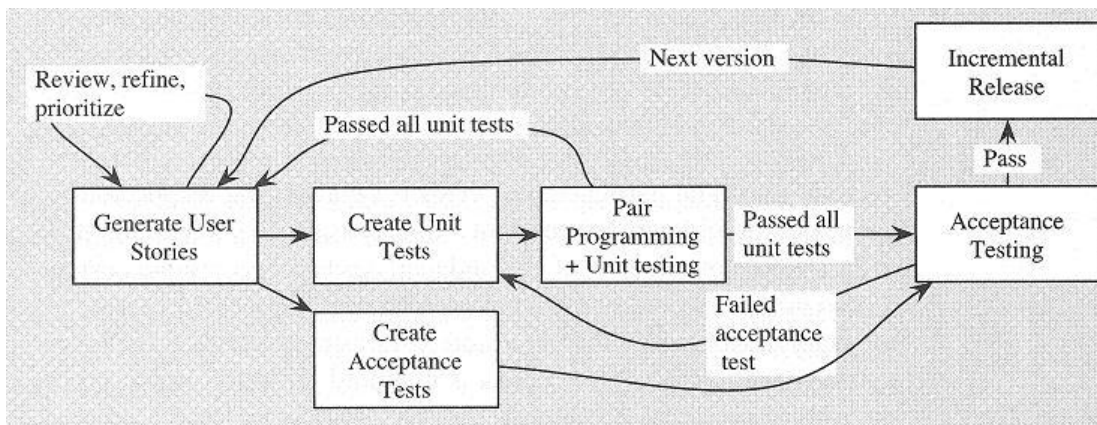 Review, refine,
prioritize
Next version
Incremental
Release
Passed all unit tests
Pass
Generate User
Stories
Create Unit
Tests
Pair
Programming
+ Unit testing
Passed all
unit tests
Acceptance
Testing
Failed
acceptance
test
Create
Acceptance
Tests